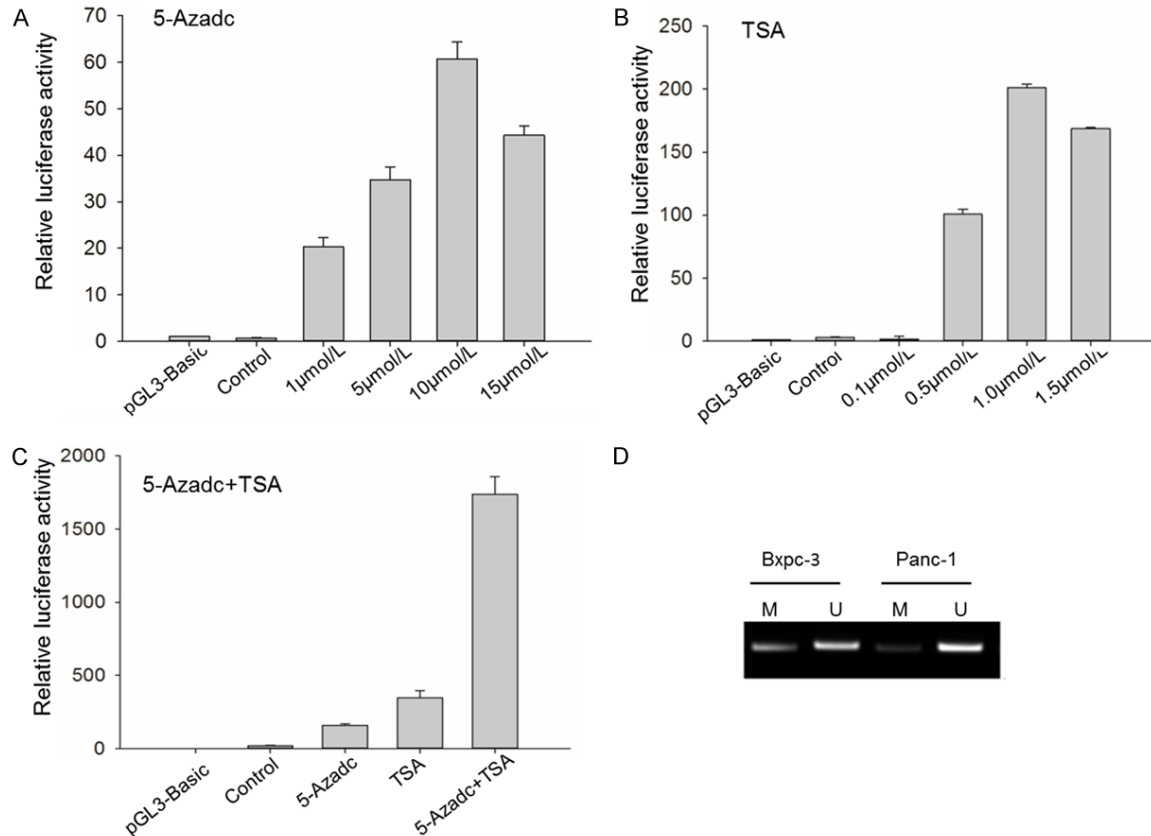 A
5-Azadc
Relative luciferase activity
70
60
50
40
30
20
10
0
pGL3-Basic
Control
1μmol/L
5μmol/L
10μmol/L
15μmol/L
B
TSA
Relative luciferase activity
250
200
150
100
50
0
pGL3-Basic
Control
0.1μmol/L
0.5μmol/L
1.0μmol/L
1.5μmol/L
C
5-Azadc+TSA
Relative luciferase activity
2000
1500
1000
500
0
pGL3-Basic
Control
5-Azadc
TSA
5-Azadc+TSA
D
Bxpc-3 Panc-1
M U M U